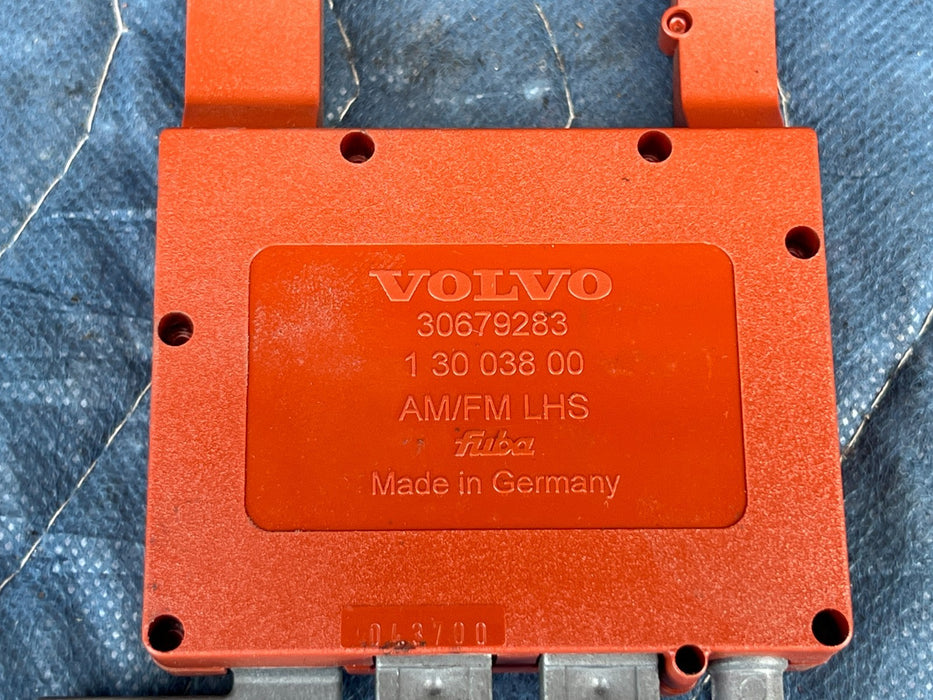 VOLVO
30679283
1 30 038 00
AM/FM LHS
fuba
Made in Germany
043700